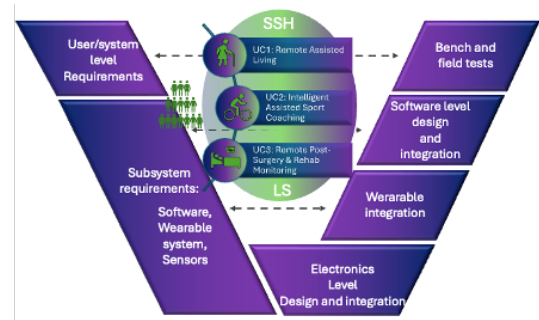 SSH
User/system
level
Requirements
UC1: Remote Assisted
Living
Bench and
field tests
UC2: Intelligent
Assisted Sport
Coaching
Software level
design
and
integration
UC3: Remote Post-
Surgery & Rehab
Monitoring
LS
Subsystem
requirements:
Software,
Wearable
system,
Sensors
Werarable
integration
Electronics
Level
Design and integration